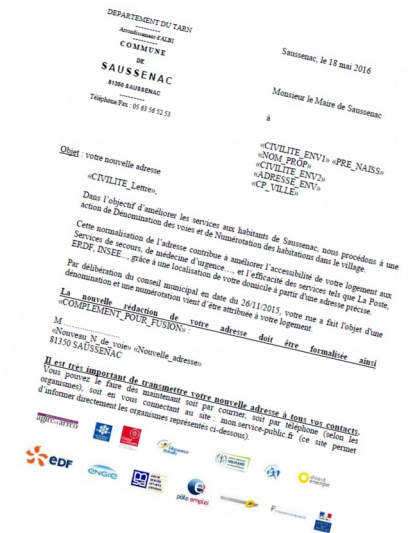 DEPARTEMENT DU TARN
Arrondissement d'ALBI
COMMUNE
DE
SAUSSENAC
81350 SAUSSENAC
Téléphone/Fax : 05 63 56 52 53
Saussenac, le 18 mai 2016
Monsieur le Maire de Saussenac
à
«CIVILITE_ENV1» «PRE_NAISS»
«NOM_PROP»
«CIVILITE_ENV2»
«ADRESSE_ENV»
«CP_VILLE»
Objet : votre nouvelle adresse
«CIVILITE_Lettre»,
Dans l'objectif d'améliorer les services aux habitants de Saussenac, nous procédons à une
action de Dénomination des voies et de Numérotation des habitations dans le village.
Cette normalisation de l'adresse contribue à améliorer l'accessibilité de votre logement aux
Services de secours, de médecine d'urgence…, et l'efficacité des services tels que La Poste,
ERDF, INSEE…, grâce à une localisation de votre domicile à partir d'une adresse précise.
Par délibération du conseil municipal en date du 26/11/2015, votre rue a fait l'objet d'une
dénomination et une numérotation vient d'être attribuée à votre logement.
La nouvelle rédaction de votre adresse doit être formalisée ainsi
«COMPLEMENT_POUR_FUSION» :
M ........................
«Nouveau_N_de_voie» «Nouvelle_adresse»
81350 SAUSSENAC
Il est très important de transmettre votre nouvelle adresse à tous vos contacts.
Vous pouvez le faire dès maintenant soit par courrier, soit par téléphone (selon les
organismes), soit en vous connectant au site : mon.service-public.fr (ce site permet
d'informer directement les organismes représentés ci-dessous).
agirc et arrco
direct energie
eDF
ENGIE
pôle emploi